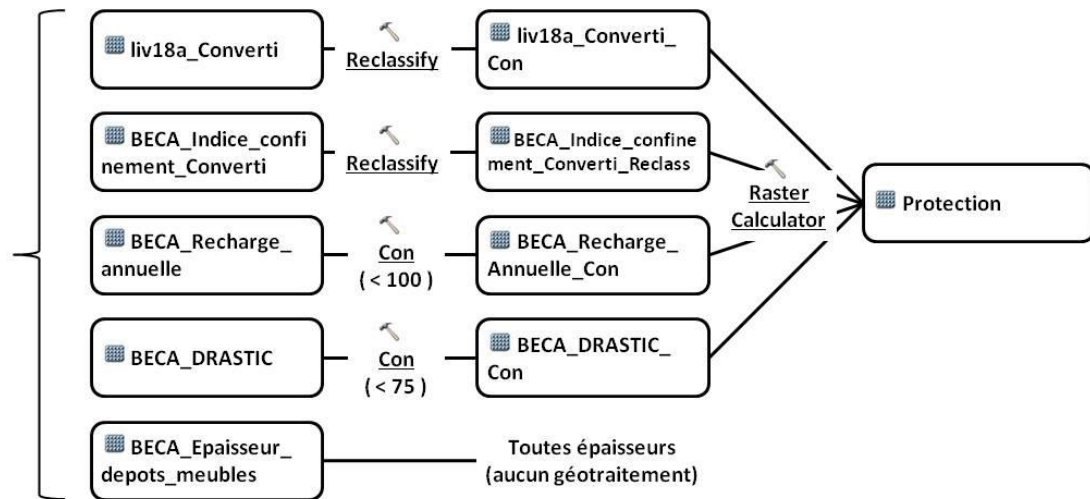 liv18a_Converti
Reclassify
liv18a_Converti_
Con
BECA_Indice_confi
nement_Converti
Reclassify
BECA_Indice_confine
ment_Converti_Reclass
Raster
Calculator
Protection
BECA_Recharge_
annuelle
Con
( < 100 )
BECA_Recharge_
Annuelle_Con
BECA_DRASTIC
Con
( < 75 )
BECA_DRASTIC_
Con
BECA_Epaisseur_
depots_meubles
Toutes épaisseurs
(aucun géotraitement)